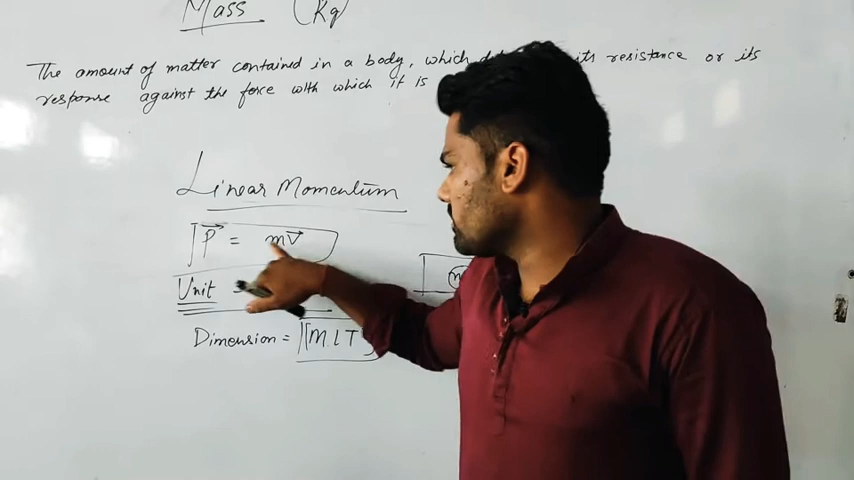 Mass (Kg)
The amount of matter contained in a body, which its resistance or its
response against the force with which it is
Linear Momentum
P⃗ = mv⃗
m
Unit
Dimension = [MLT